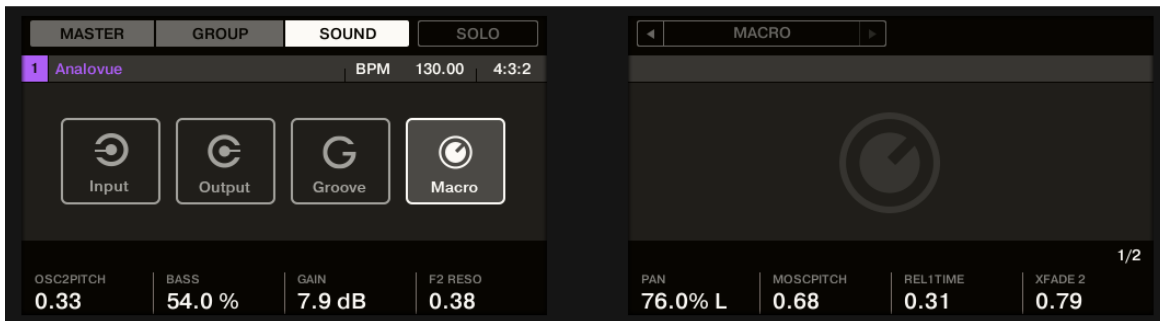 MASTER GROUP SOUND SOLO
1 Analovue BPM 130.00 4:3:2
Input Output Groove Macro
OSC2PITCH BASS GAIN F2 RESO
0.33 54.0 % 7.9 dB 0.38
MACRO
1/2
PAN MOSCPITCH REL1TIME XFADE 2
76.0% L 0.68 0.31 0.79